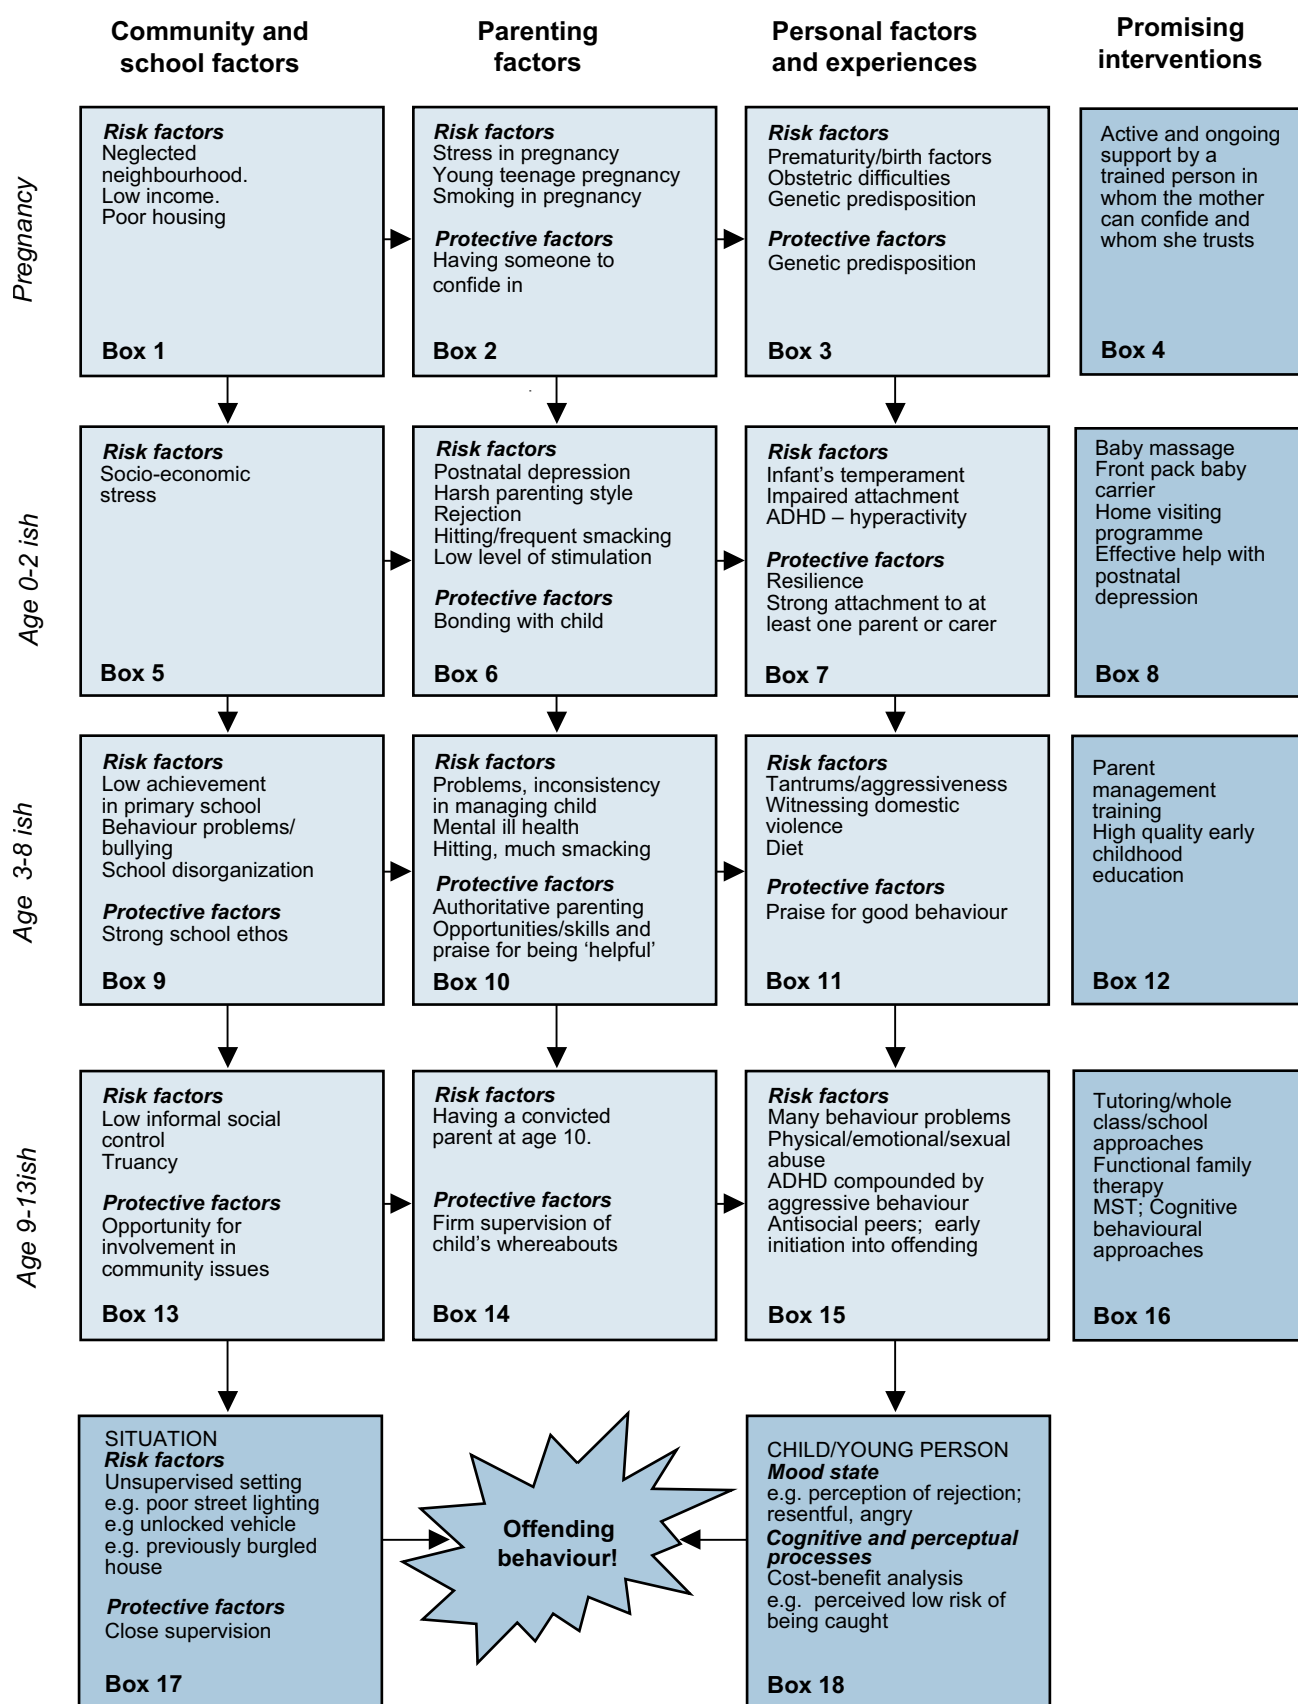 Community and
school factors
Parenting
factors
Personal factors
and experiences
Promising
interventions
Pregnancy
Risk factors
Neglected
neighbourhood.
Low income.
Poor housing
Box 1
Risk factors
Stress in pregnancy
Young teenage pregnancy
Smoking in pregnancy
Protective factors
Having someone to
confide in
Box 2
Risk factors
Prematurity/birth factors
Obstetric difficulties
Genetic predisposition
Protective factors
Genetic predisposition
Box 3
Active and ongoing
support by a
trained person in
whom the mother
can confide and
whom she trusts
Box 4
Age 0-2 ish
Risk factors
Socio-economic
stress
Box 5
Risk factors
Postnatal depression
Harsh parenting style
Rejection
Hitting/frequent smacking
Low level of stimulation
Protective factors
Bonding with child
Box 6
Risk factors
Infant's temperament
Impaired attachment
ADHD – hyperactivity
Protective factors
Resilience
Strong attachment to at
least one parent or carer
Box 7
Baby massage
Front pack baby
carrier
Home visiting
programme
Effective help with
postnatal
depression
Box 8
Age 3-8 ish
Risk factors
Low achievement
in primary school
Behaviour problems/
bullying
School disorganization
Protective factors
Strong school ethos
Box 9
Risk factors
Problems, inconsistency
in managing child
Mental ill health
Hitting, much smacking
Protective factors
Authoritative parenting
Opportunities/skills and
praise for being ‘helpful’
Box 10
Risk factors
Tantrums/aggressiveness
Witnessing domestic
violence
Diet
Protective factors
Praise for good behaviour
Box 11
Parent
management
training
High quality early
childhood
education
Box 12
Age 9-13ish
Risk factors
Low informal social
control
Truancy
Protective factors
Opportunity for
involvement in
community issues
Box 13
Risk factors
Having a convicted
parent at age 10.
Protective factors
Firm supervision of
child's whereabouts
Box 14
Risk factors
Many behaviour problems
Physical/emotional/sexual
abuse
ADHD compounded by
aggressive behaviour
Antisocial peers; early
initiation into offending
Box 15
Tutoring/whole
class/school
approaches
Functional family
therapy
MST; Cognitive
behavioural
approaches
Box 16
SITUATION
Risk factors
Unsupervised setting
e.g. poor street lighting
e.g unlocked vehicle
e.g. previously burgled
house
Protective factors
Close supervision
Box 17
Offending
behaviour!
CHILD/YOUNG PERSON
Mood state
e.g. perception of rejection;
resentful, angry
Cognitive and perceptual
processes
Cost-benefit analysis
e.g. perceived low risk of
being caught
Box 18